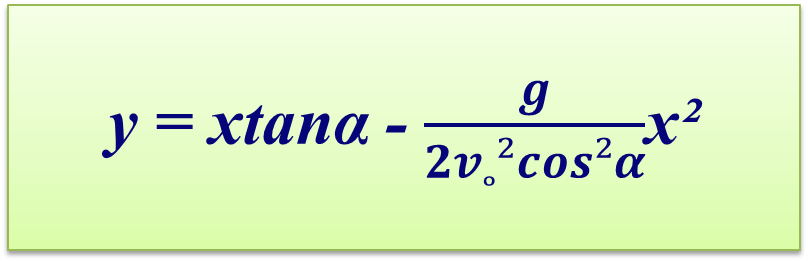 y = xtanα - g/2v₀²cos²α x²